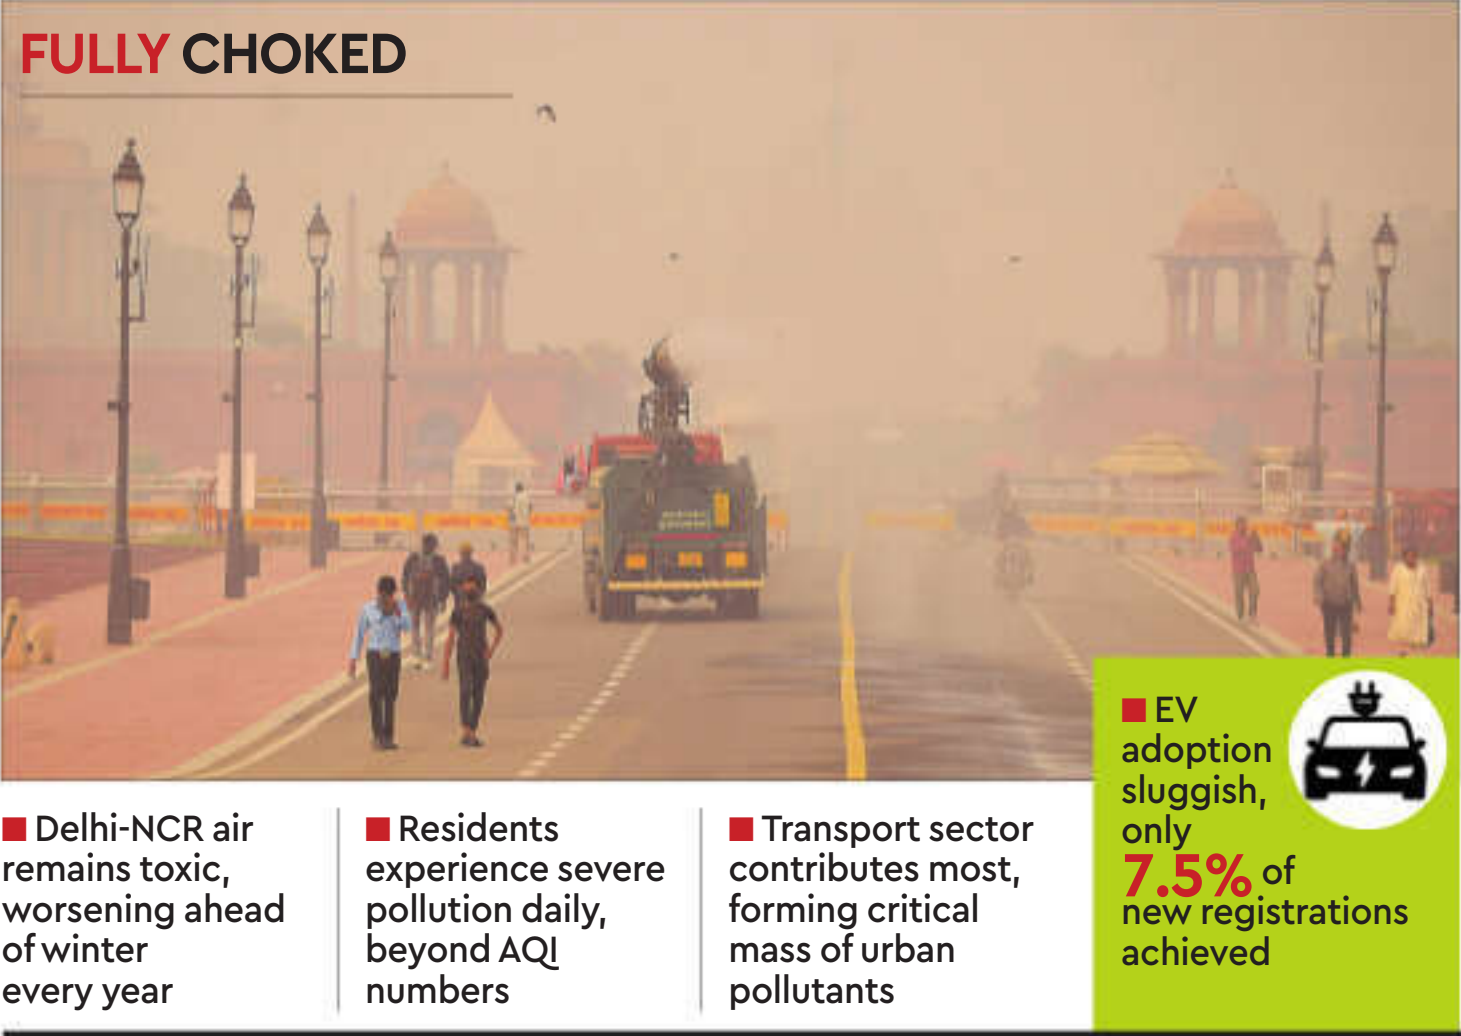 FULLY CHOKED
■ Delhi-NCR air
remains toxic,
worsening ahead
of winter
every year
■ Residents
experience severe
pollution daily,
beyond AQI
numbers
■ Transport sector
contributes most,
forming critical
mass of urban
pollutants
■ EV
adoption
sluggish,
only
7.5% of
new registrations
achieved